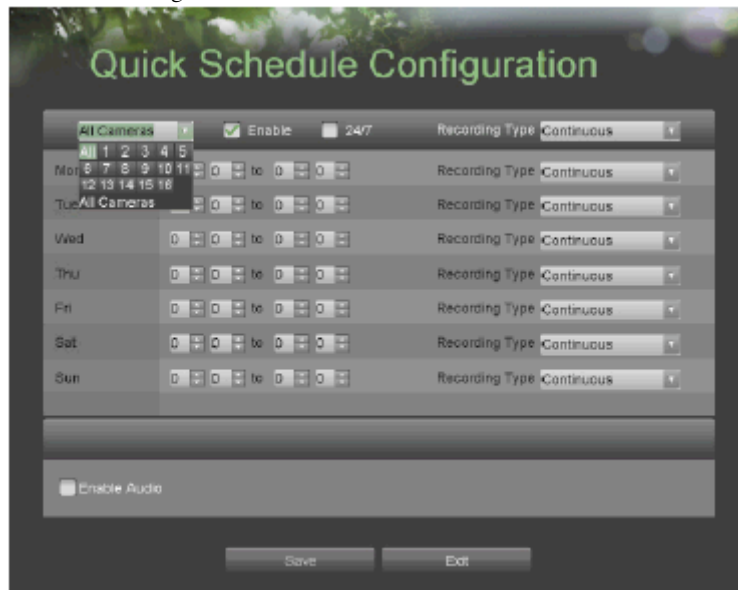 Quick Schedule Configuration
All Cameras Enable 24/7 Recording Type Continuous
All 1 2 3 4 5
6 7 8 9 10 11
12 13 14 15 16
All Cameras
Mon 0 to 0 0 Recording Type Continuous
Tue 0 to 0 0 Recording Type Continuous
Wed 0 0 to 0 0 Recording Type Continuous
Thu 0 0 to 0 0 Recording Type Continuous
Fri 0 0 to 0 0 Recording Type Continuous
Sat 0 0 to 0 0 Recording Type Continuous
Sun 0 0 to 0 0 Recording Type Continuous
Enable Audio
Save Exit